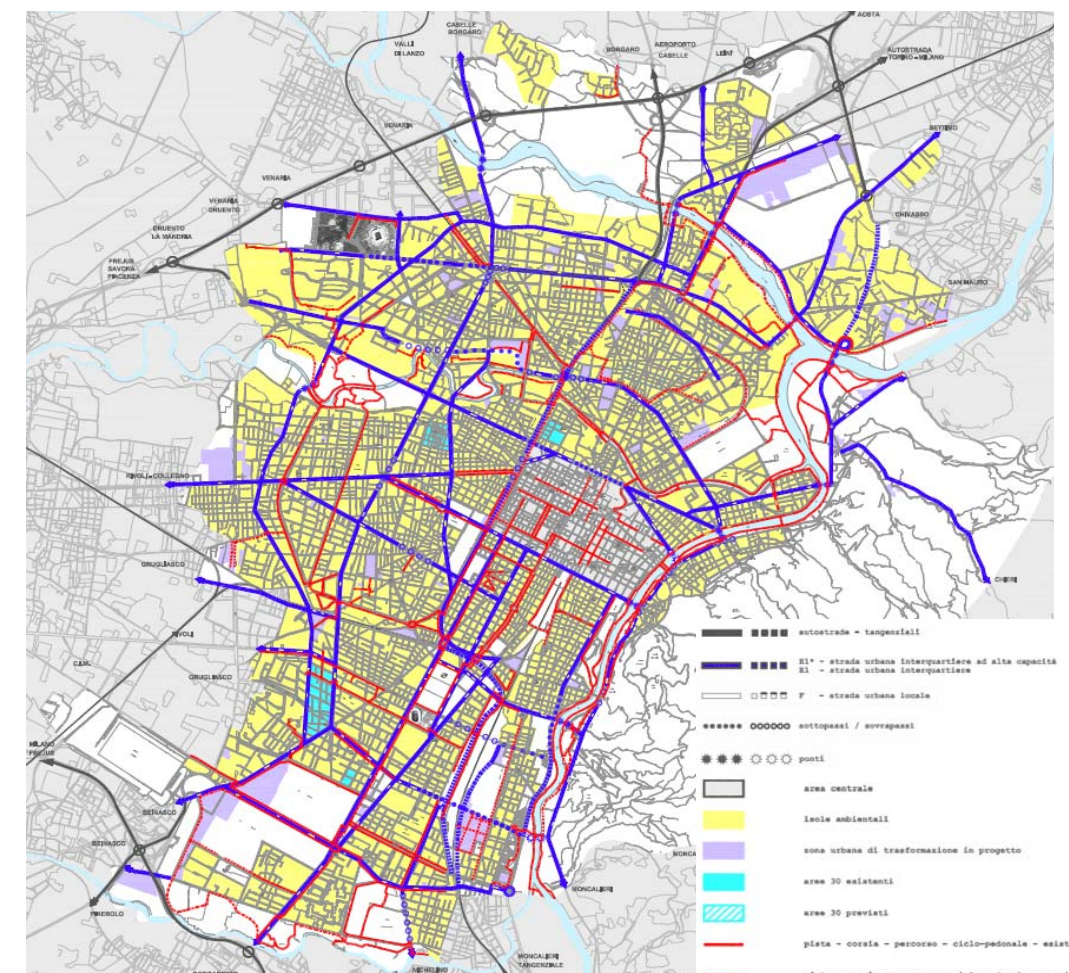 AOSTA
CASELLE
BORGARO
VALLI
DI LANZO
BORGARO
AEROPORTO
CASELLE
LEINI'
AUTOSTRADA
TORINO-MILANO
VENARIA
SETTIMO
VENARIA
VENARIA
DRUENTO
CHIVASSO
DRUENTO
LA MANDRIA
FREJUS
SAVONA
PIACENZA
SAN MAURO
RIVOLI-COLLEGNO
GRUGLIASCO
CHIERI
RIVOLI
GRUGLIASCO
MILANO
FREJUS
BEINASCO
BEINASCO
PINEROLO
MONCALIERI
MONCALIERI
TANGENZIALE
NICHELINO
autostrade - tangenziali
E1* - strada urbana interquartiere ad alta capacità
E1 - strada urbana interquartiere
F - strada urbana locale
sottopassi / sovrapassi
ponti
area centrale
isole ambientali
zona urbana di trasformazione in progetto
aree 30 esistenti
aree 30 previsti
pista - corsia - percorso - ciclo-pedonale - esist